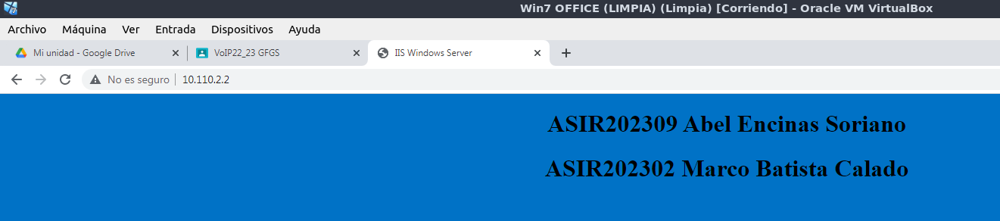 Win7 OFFICE (LIMPIA) (Limpia) [Corriendo] - Oracle VM VirtualBox
Archivo Máquina Ver Entrada Dispositivos Ayuda
Mi unidad - Google Drive VoIP22_23 GFGS IIS Windows Server
No es seguro 10.110.2.2
ASIR202309 Abel Encinas Soriano
ASIR202302 Marco Batista Calado